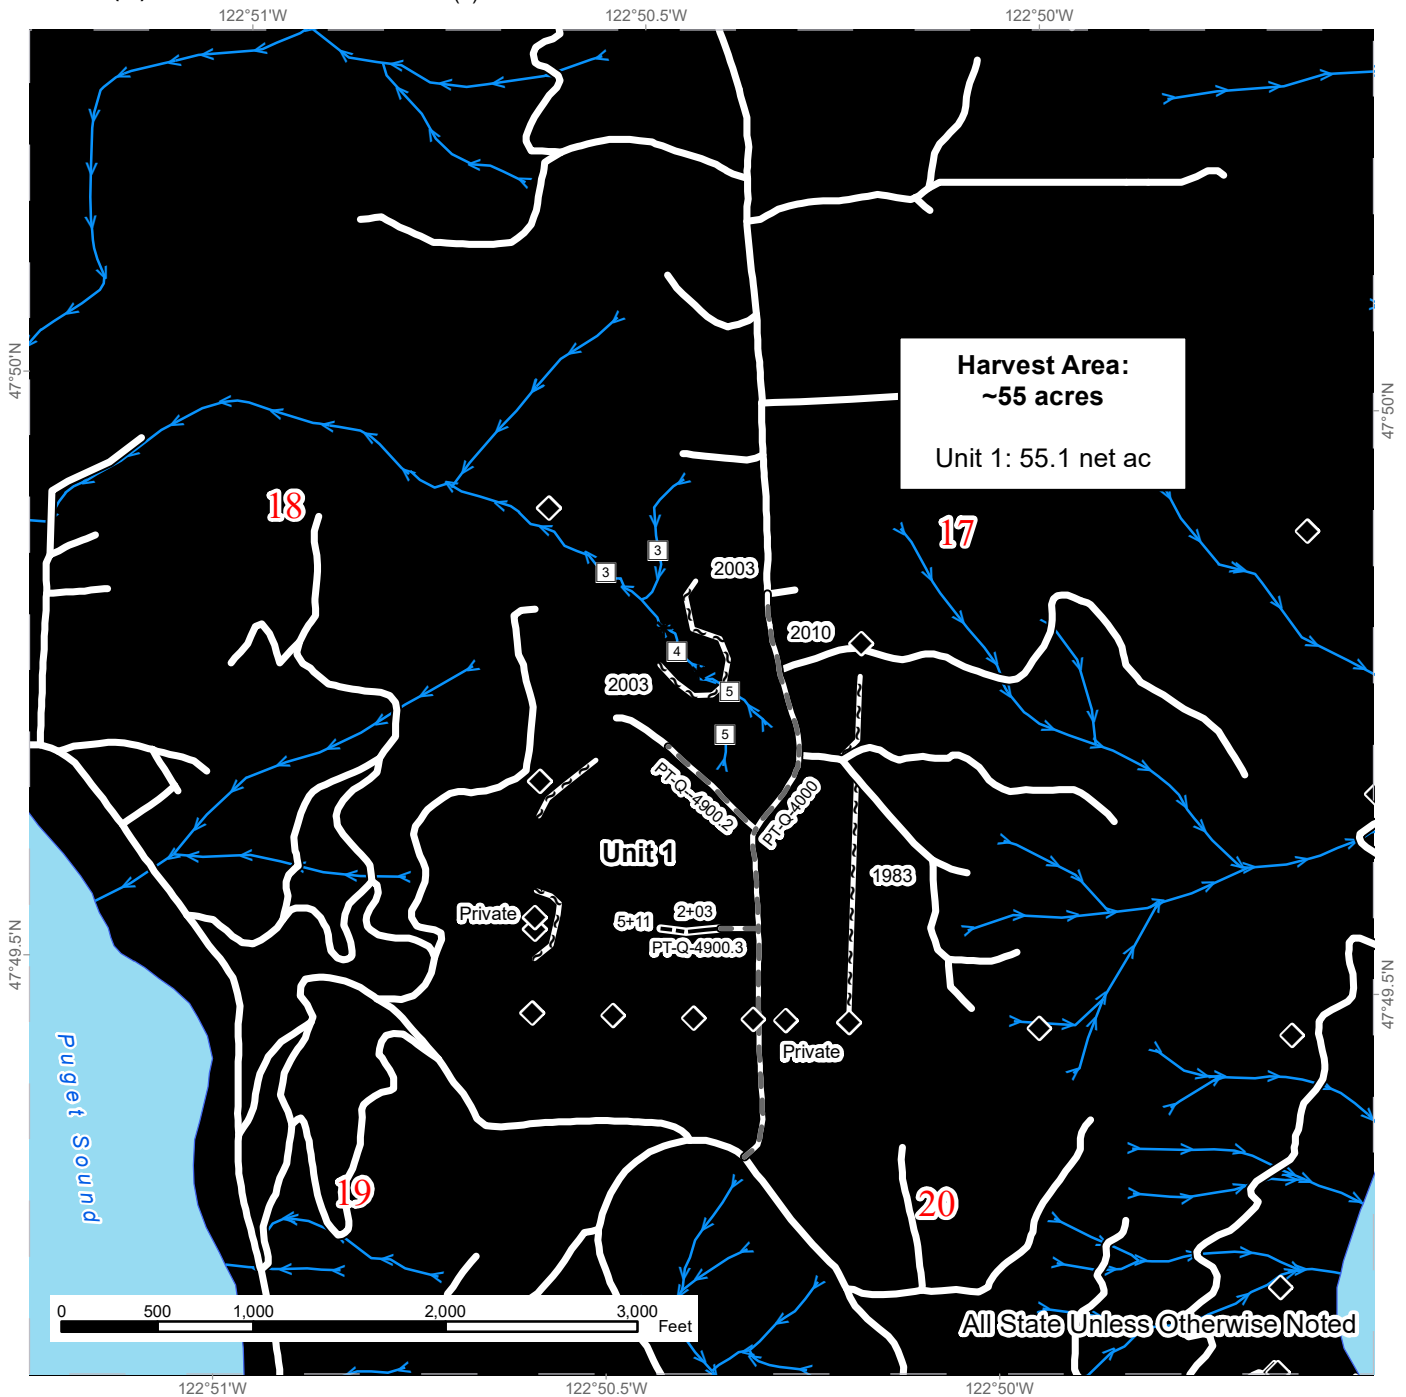 122°51'W
122°50.5'W
122°50'W
47°50'N
47°50'N
Harvest Area:
~55 acres
Unit 1: 55.1 net ac
18
17
3
3
2003
2010
4
2003
5
5
PT-Q-4900.2
PT-Q-4000
Unit 1
1983
Private
2+03
5+11
PT-Q-4900.3
47°49.5'N
47°49.5'N
Private
Puget Sound
19
20
0
500
1,000
2,000
3,000
Feet
All State Unless Otherwise Noted
122°51'W
122°50.5'W
122°50'W